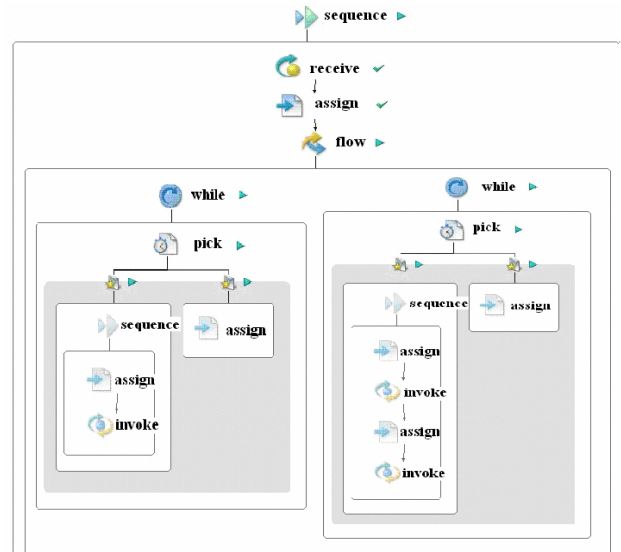 sequence
receive
assign
flow
while
pick
sequence
assign
assign
invoke
while
pick
sequence
assign
assign
invoke
assign
invoke